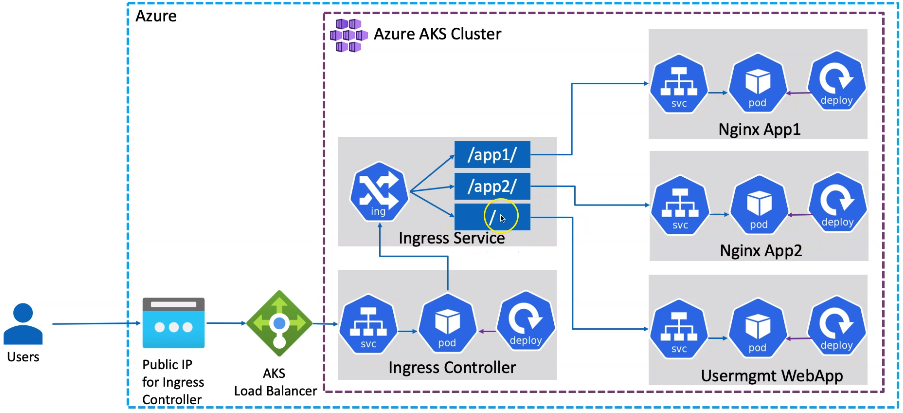 Azure
Azure AKS Cluster
svc
pod
deploy
Nginx App1
/app1/
/app2/
/
ing
Ingress Service
svc
pod
deploy
Nginx App2
svc
pod
deploy
Ingress Controller
svc
pod
deploy
Usermgmt WebApp
Users
Public IP
for Ingress
Controller
AKS
Load Balancer